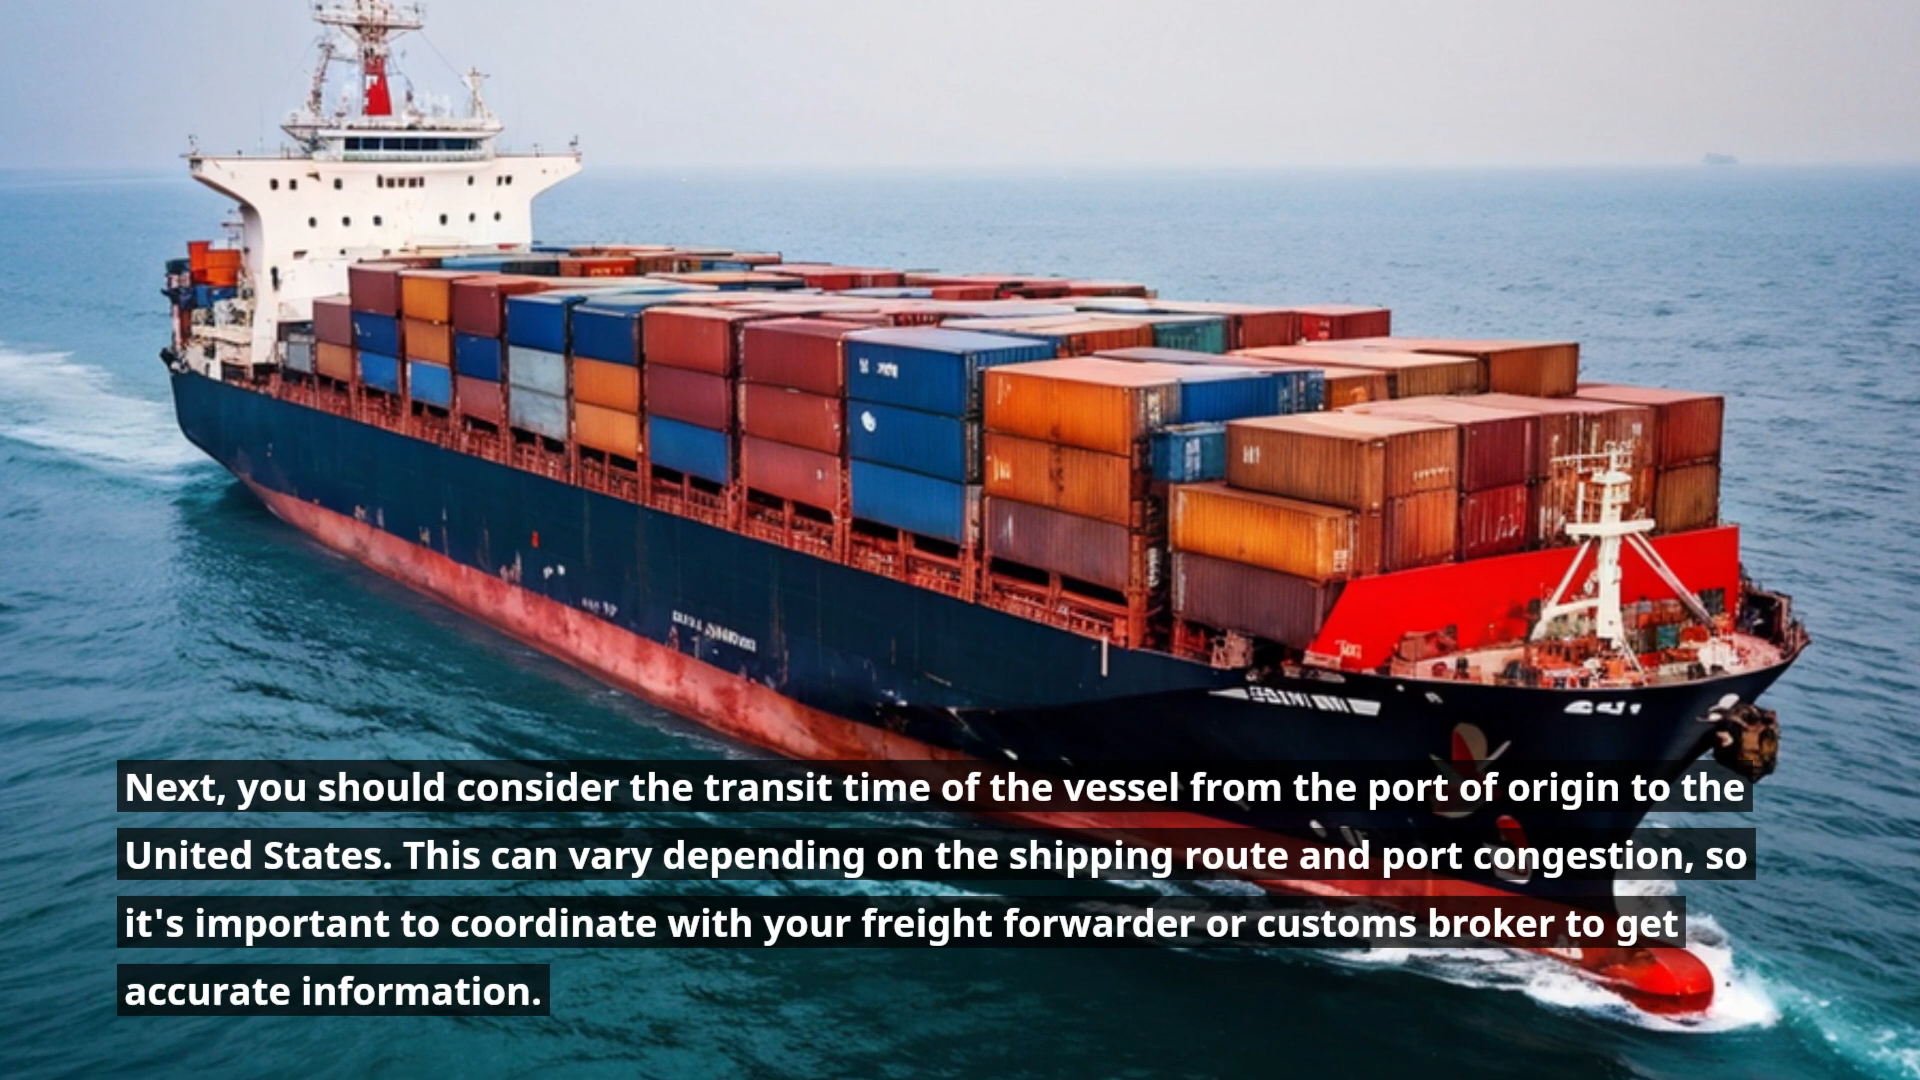 Next, you should consider the transit time of the vessel from the port of origin to the
United States. This can vary depending on the shipping route and port congestion, so
it's important to coordinate with your freight forwarder or customs broker to get
accurate information.